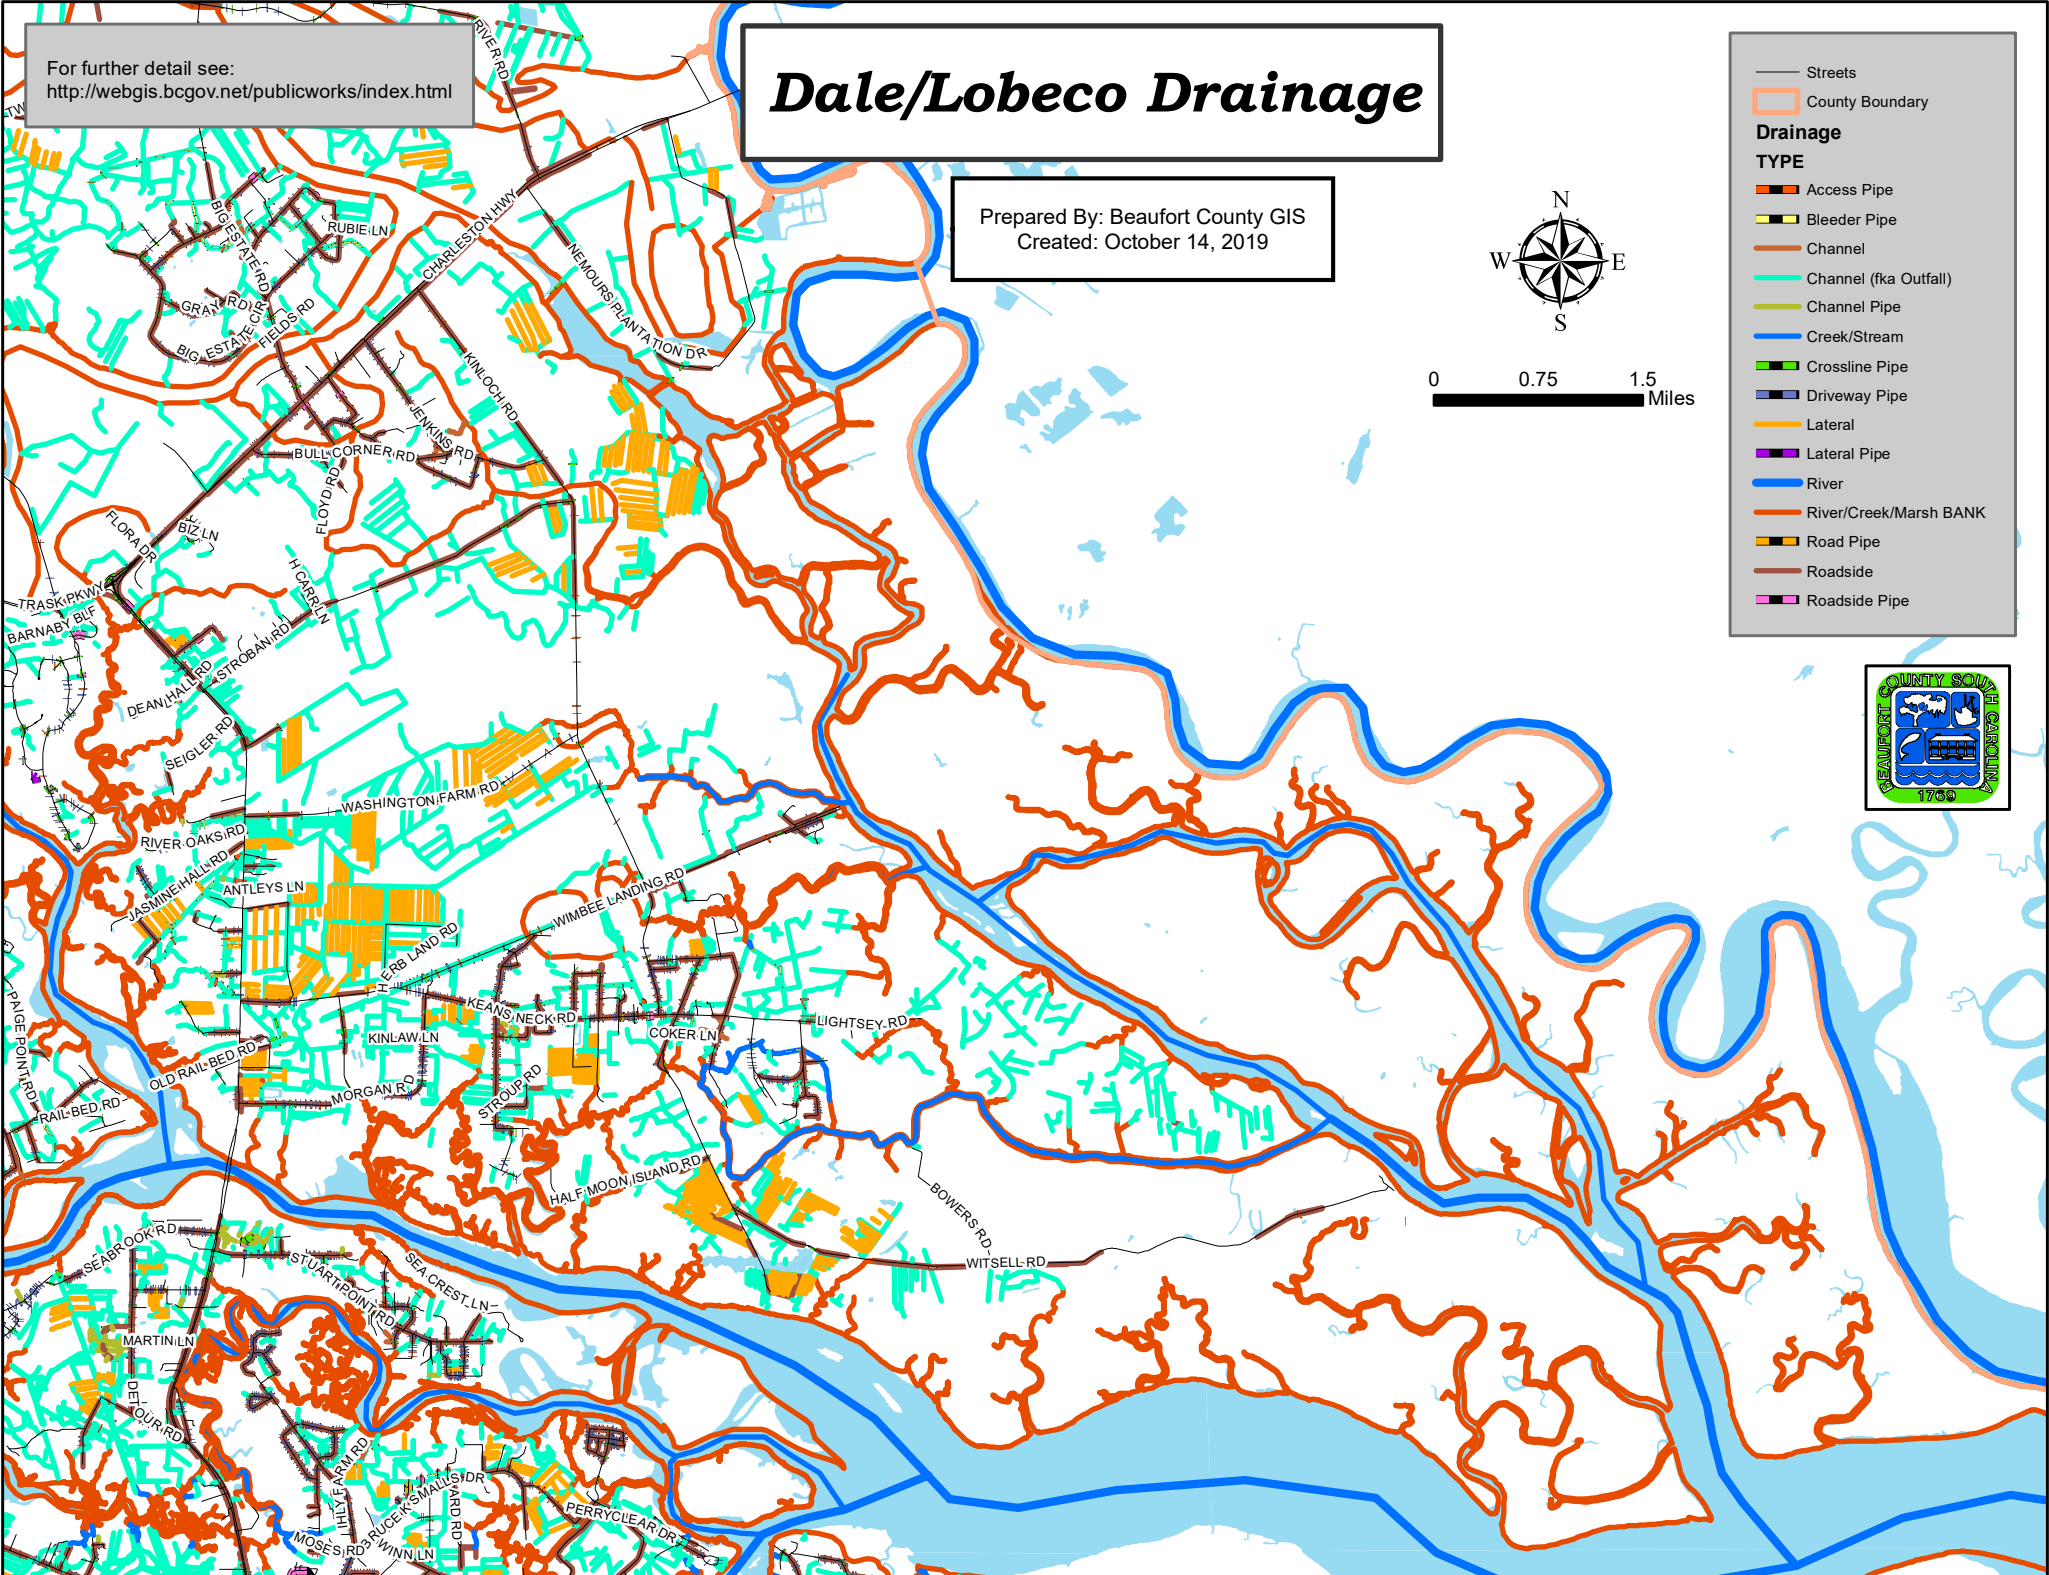 For further detail see:
http://webgis.bcgov.net/publicworks/index.html
Dale/Lobeco Drainage
Prepared By: Beaufort County GIS
Created: October 14, 2019
N
W
E
S
0
0.75
1.5
Miles
Streets
County Boundary
Drainage
TYPE
Access Pipe
Bleeder Pipe
Channel
Channel (fka Outfall)
Channel Pipe
Creek/Stream
Crossline Pipe
Driveway Pipe
Lateral
Lateral Pipe
River
River/Creek/Marsh BANK
Road Pipe
Roadside
Roadside Pipe
BEAUFORT COUNTY SOUTH CAROLINA
1769
RIVER RD
TW
BIG ESTATE RD
RUBIE LN
CHARLESTON HWY
GRAY RD
BIG ESTATE CIR
FIELDS RD
NEMOURS PLANTATION DR
KINLOCH RD
JENKINS RD
BULL CORNER RD
FLOYD RD
FLORA DR
BIZ LN
H CARR LN
TRASK PKWY
BARNABY BLF
STROBAN RD
DEAN HALL RD
SEIGLER RD
WASHINGTON FARM RD
RIVER OAKS RD
JASMINE HALL RD
ANTLEYS LN
WIMBEE LANDING RD
HERB LAND RD
KEANS NECK RD
KINLAW LN
COKER LN
LIGHTSEY RD
PAIGE POINT RD
OLD RAIL BED RD
MORGAN RD
STROUP RD
RAIL BED RD
HALF MOON ISLAND RD
BOWERS RD
WITSELL RD
SEABROOK RD
STUART POINT RD
SEA CREST LN
MARTIN LN
DETOUR RD
JIHLY FARM RD
BRUCE K SMALLS DR
ARD RD
PERRYCLEAR DR
MOSES RD
WINN LN